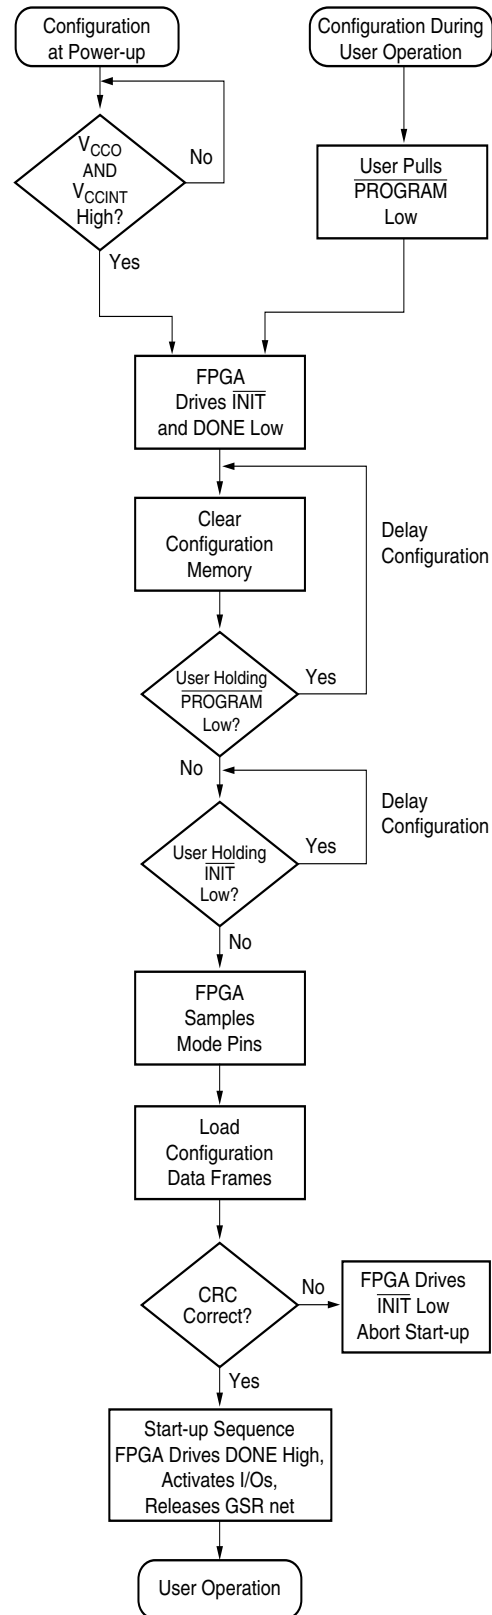 Configuration
at Power-up
Configuration During
User Operation
VCCO
AND
VCCINT
High?
No
Yes
User Pulls
PROGRAM
Low
FPGA
Drives INIT
and DONE Low
Clear
Configuration
Memory
Delay
Configuration
User Holding
PROGRAM
Low?
Yes
No
Delay
Configuration
User Holding
INIT
Low?
Yes
No
FPGA
Samples
Mode Pins
Load
Configuration
Data Frames
CRC
Correct?
No
FPGA Drives
INIT Low
Abort Start-up
Yes
Start-up Sequence
FPGA Drives DONE High,
Activates I/Os,
Releases GSR net
User Operation